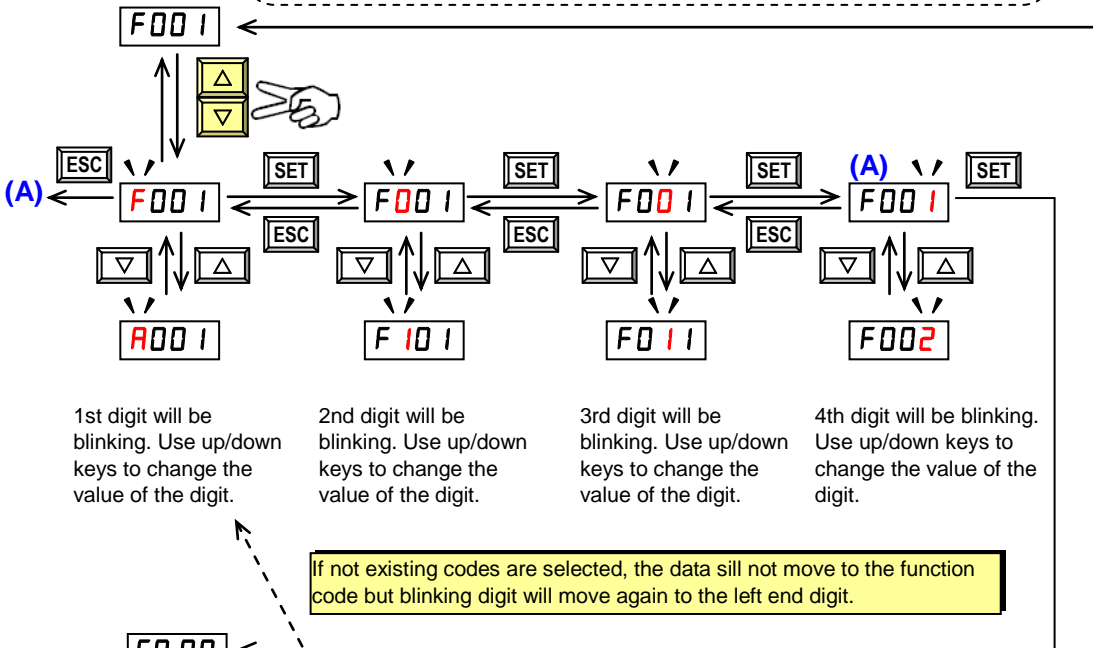 F001
ESC
SET
SET
(A)
SET
SET
(A)
F001
F001
F001
F001
ESC
ESC
ESC
A001
F101
F011
F002
1st digit will be
blinking. Use up/down
keys to change the
value of the digit.
2nd digit will be
blinking. Use up/down
keys to change the
value of the digit.
3rd digit will be
blinking. Use up/down
keys to change the
value of the digit.
4th digit will be blinking.
Use up/down keys to
change the value of the
digit.
If not existing codes are selected, the data sill not move to the function
code but blinking digit will move again to the left end digit.